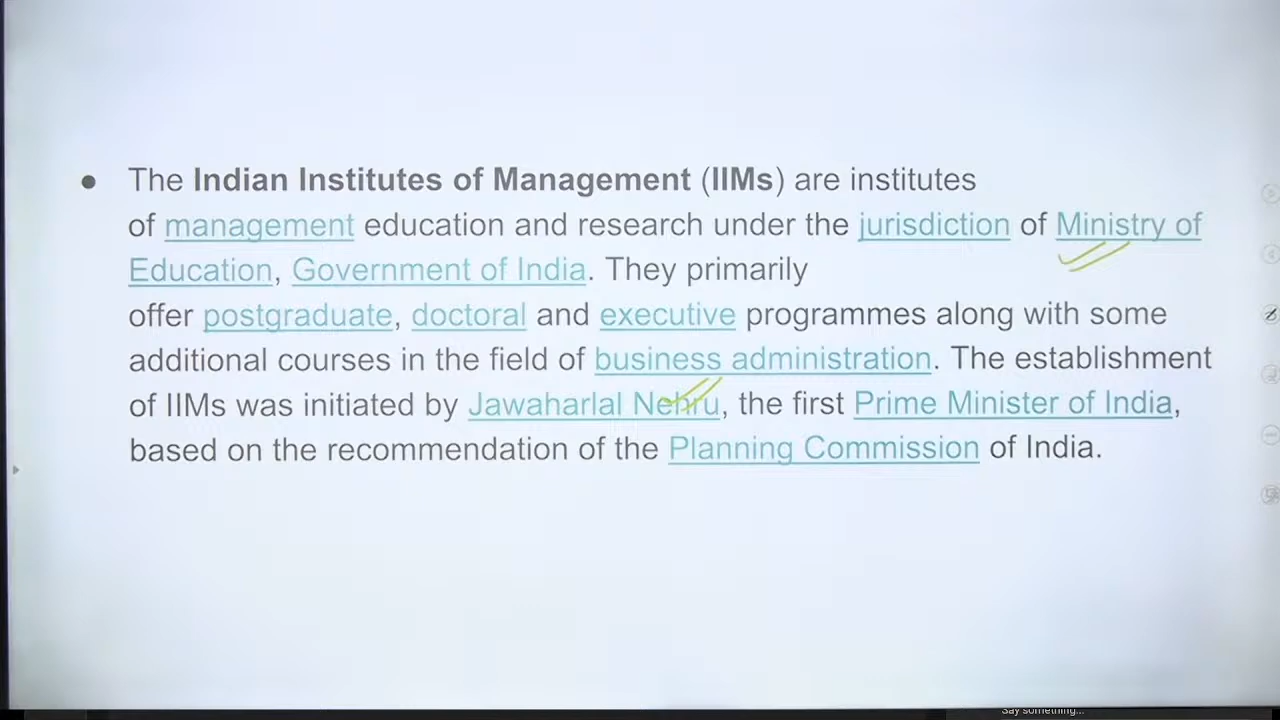 ● The Indian Institutes of Management (IIMs) are institutes
of management education and research under the jurisdiction of Ministry of
Education, Government of India. They primarily
offer postgraduate, doctoral and executive programmes along with some
additional courses in the field of business administration. The establishment
of IIMs was initiated by Jawaharlal Nehru, the first Prime Minister of India,
based on the recommendation of the Planning Commission of India.
Say something...